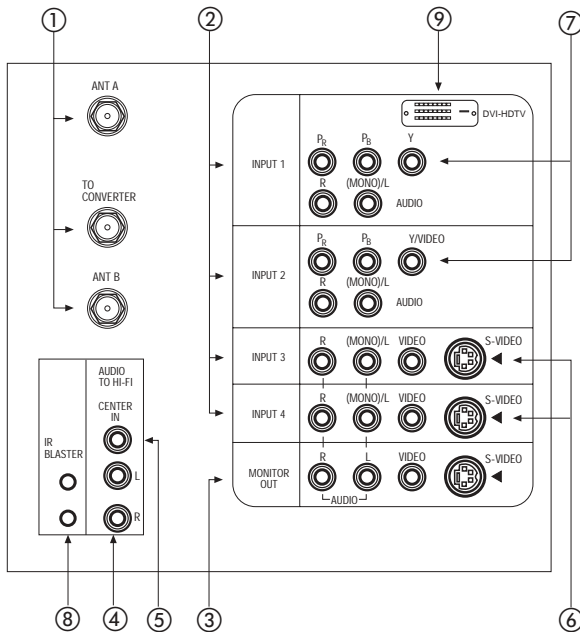 ① ② ⑨ ⑦
ANT A
DVI-HDTV
PR PB Y
INPUT 1
R (MONO)/L AUDIO
TO
CONVERTER
PR PB Y/VIDEO
INPUT 2
R (MONO)/L AUDIO
ANT B
INPUT 3 R (MONO)/L VIDEO S-VIDEO
INPUT 4 R (MONO)/L VIDEO S-VIDEO
MONITOR
OUT
R L VIDEO S-VIDEO
AUDIO
AUDIO
TO HI-FI
CENTER
IN
IR
BLASTER
L
R
⑧ ④ ⑤ ③ ⑥